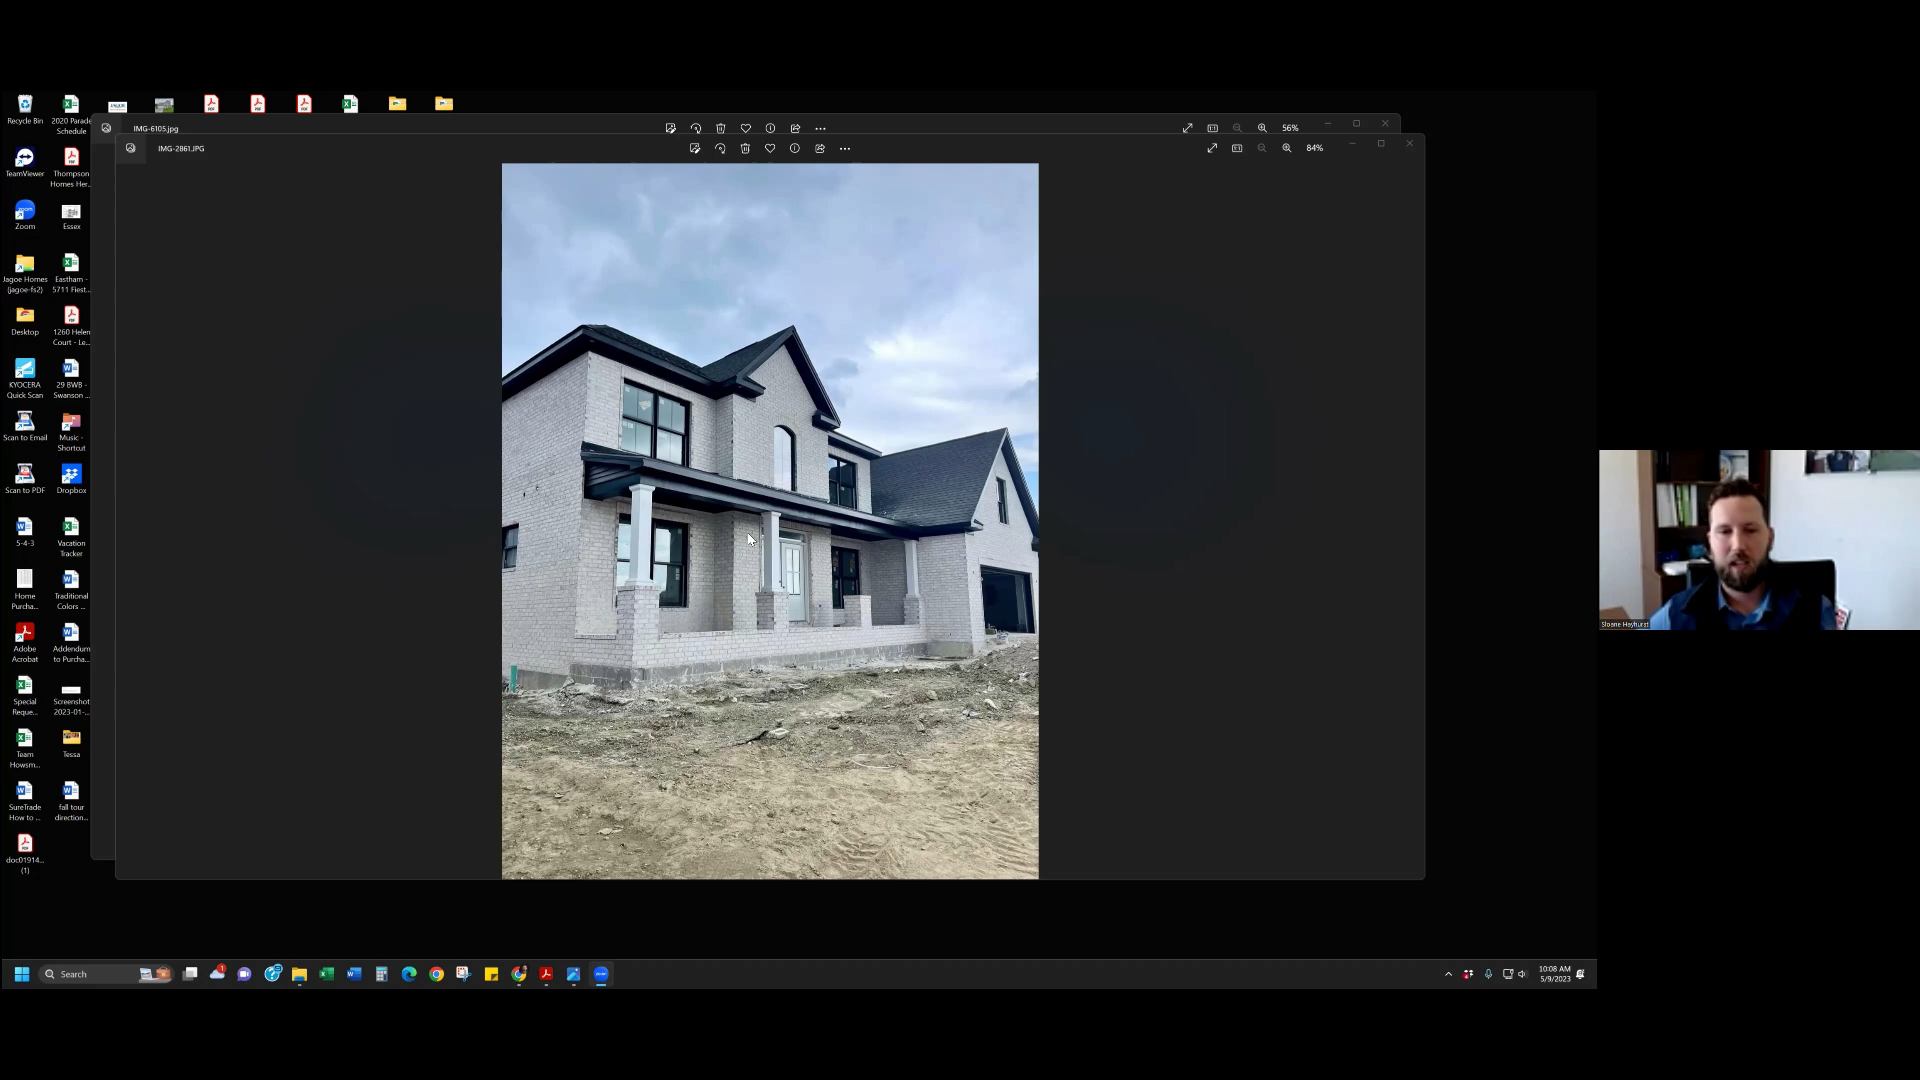 Recycle Bin
2020 Parade
Schedule
IMG-6105.jpg
56%
IMG-2861.JPG
84%
TeamViewer
Thompson
Homes Her...
Zoom
Essex
Jagoe Homes
(jagoe-fs2)
Eastham -
5711 Fiest...
Desktop
1260 Helen
Court - Le...
KYOCERA
Quick Scan
29 BWB -
Swanson ...
Scan to Email
Music -
Shortcut
Scan to PDF
Dropbox
5-4-3
Vacation
Tracker
Home
Purcha...
Traditional
Colors ...
Adobe
Acrobat
Addendum
to Purcha...
Special
Reque...
Screenshot
2023-01-...
Team
Howsm...
Tessa
SureTrade
How to ...
fall tour
direction...
doc01914...
(1)
Sloane Hayhurst
Search
10:08 AM
5/9/2023